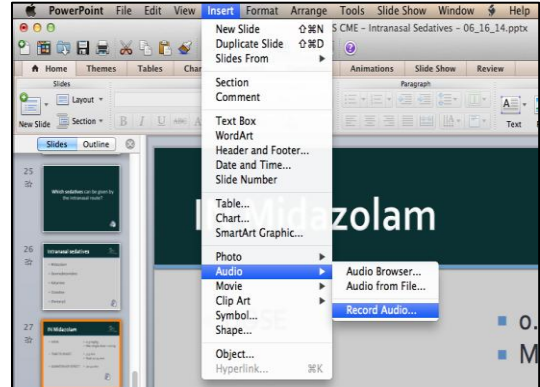 PowerPoint File Edit View Insert Format Arrange Tools Slide Show Window Help
S CME – Intranasal Sedatives – 06_16_14.pptx
Home Themes Tables Char Animations Slide Show Review
Slides Paragraph
Layout
New Slide Section B I U Text
Slides Outline
New Slide ⇧⌘N
Duplicate Slide ⇧⌘D
Slides From
Section
Comment
Text Box
WordArt
Header and Footer...
Date and Time...
Slide Number
Table...
Chart...
SmartArt Graphic...
Photo
Audio
Movie
Clip Art
Symbol...
Shape...
Object...
Hyperlink... ⌘K
Audio Browser...
Audio from File...
Record Audio...
25
Which sedatives can be given by
the intranasal route?
26
Intranasal Sedatives
27
IN Midazolam
IN Midazolam
SE
0.
M